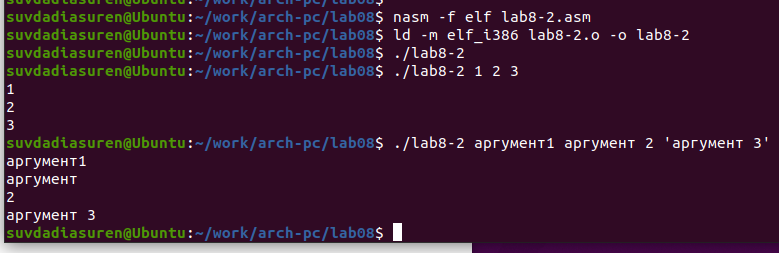 suvdadiasuren@Ubuntu:~/work/arch-pc/lab08$ nasm -f elf lab8-2.asm
suvdadiasuren@Ubuntu:~/work/arch-pc/lab08$ ld -m elf_i386 lab8-2.o -o lab8-2
suvdadiasuren@Ubuntu:~/work/arch-pc/lab08$ ./lab8-2
suvdadiasuren@Ubuntu:~/work/arch-pc/lab08$ ./lab8-2 1 2 3
1
2
3
suvdadiasuren@Ubuntu:~/work/arch-pc/lab08$ ./lab8-2 аргумент1 аргумент 2 'аргумент 3'
аргумент1
аргумент
2
аргумент 3
suvdadiasuren@Ubuntu:~/work/arch-pc/lab08$